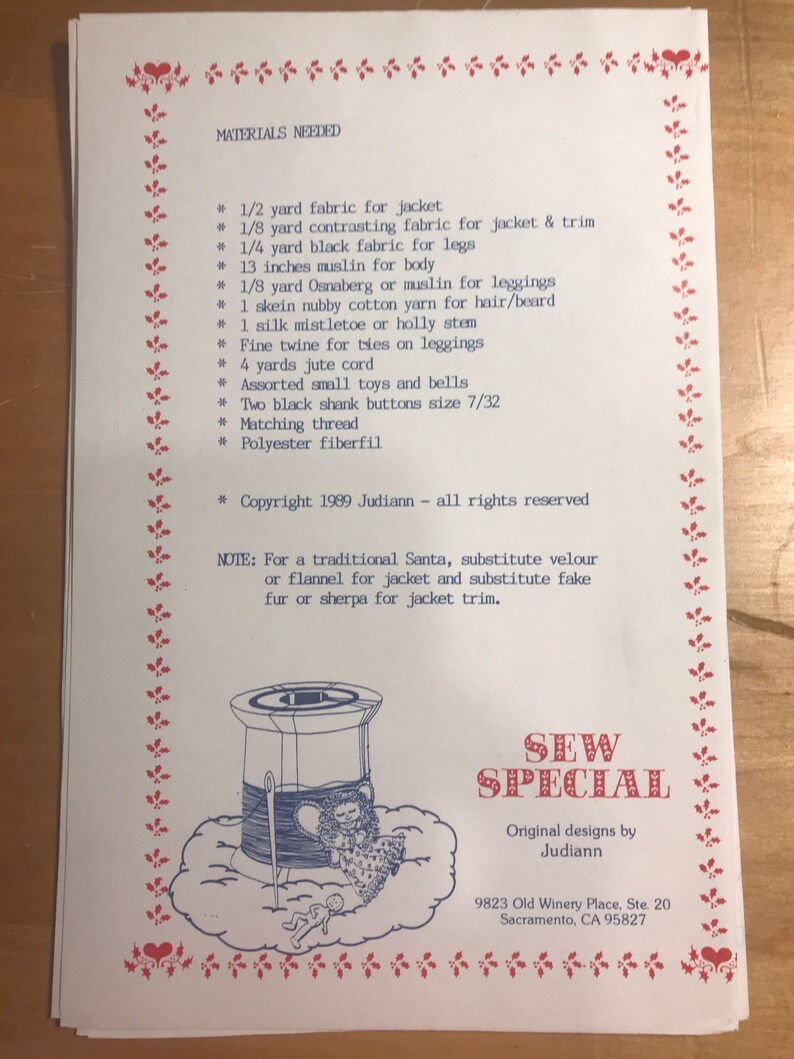 MATERIALS NEEDED
* 1/2 yard fabric for jacket
* 1/8 yard contrasting fabric for jacket & trim
* 1/4 yard black fabric for legs
* 13 inches muslin for body
* 1/8 yard Osnaberg or muslin for leggings
* 1 skein nubby cotton yarn for hair/beard
* 1 silk mistletoe or holly stem
* Fine twine for ties on leggings
* 4 yards jute cord
* Assorted small toys and bells
* Two black shank buttons size 7/32
* Matching thread
* Polyester fiberfil
* Copyright 1989 Judiann - all rights reserved
NOTE: For a traditional Santa, substitute velour
or flannel for jacket and substitute fake
fur or sherpa for jacket trim.
SEW
SPECIAL
Original designs by
Judiann
9823 Old Winery Place, Ste. 20
Sacramento, CA 95827